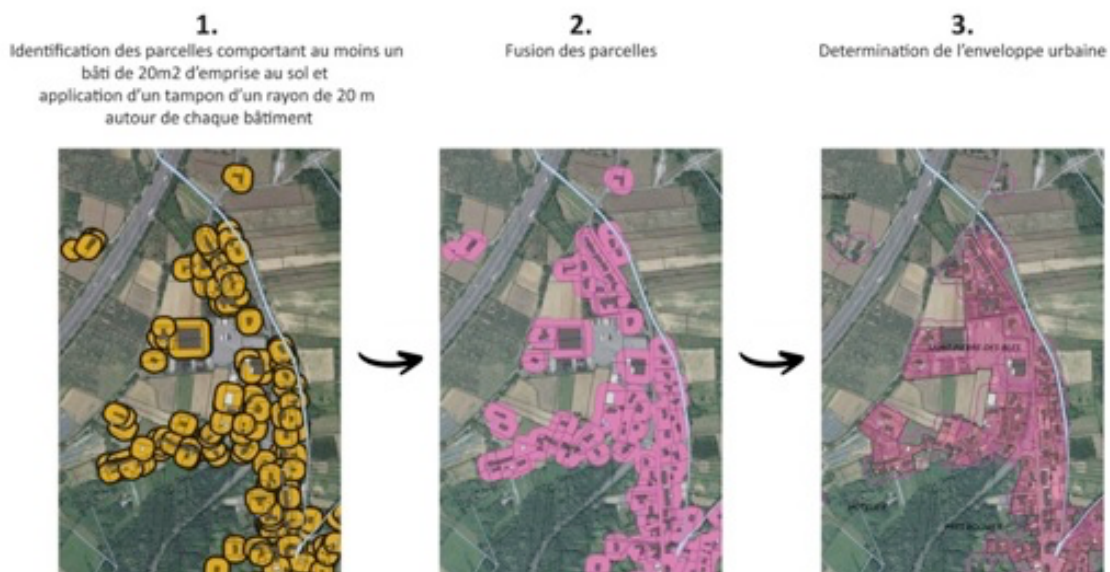 1.
Identification des parcelles comportant au moins un
bâti de 20m2 d'emprise au sol et
application d'un tampon d'un rayon de 20 m
autour de chaque bâtiment
2.
Fusion des parcelles
3.
Determination de l'enveloppe urbaine